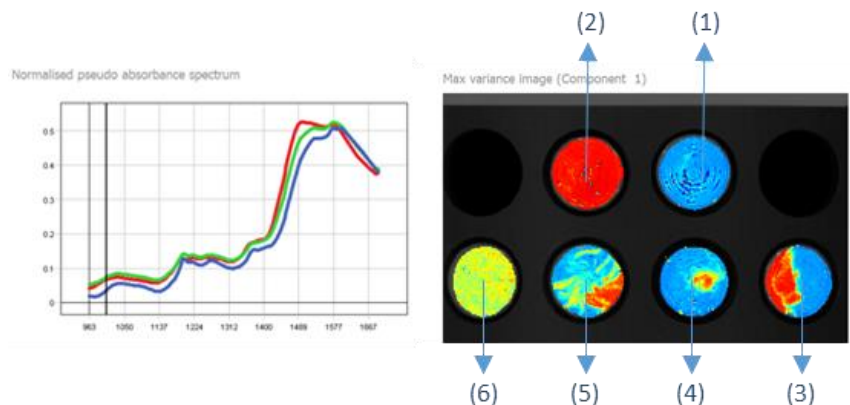 (2) (1)
Normalised pseudo absorbance spectrum
Max variance image (Component 1)
0.5
0.4
0.3
0.2
0.1
0
963 1050 1137 1224 1312 1400 1489 1577 1667
(6) (5) (4) (3)